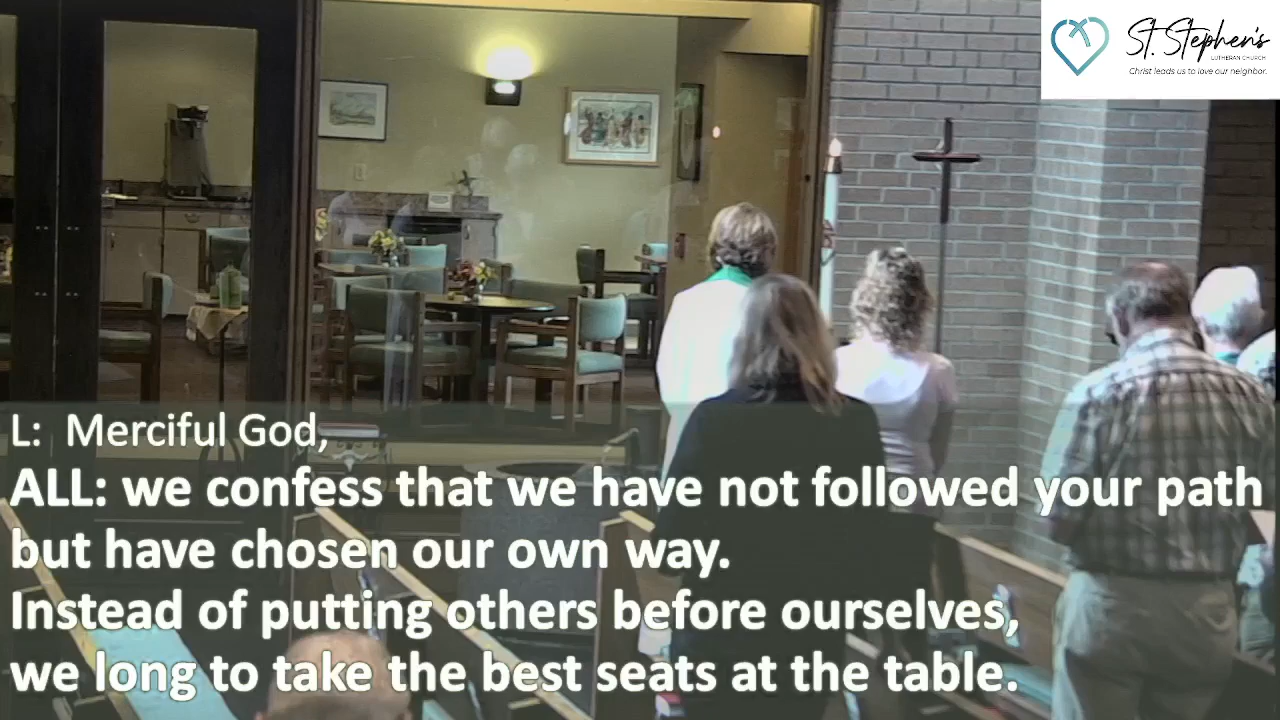 St. Stephen's
LUTHERAN CHURCH
Christ leads us to love our neighbor.
L: Merciful God,
ALL: we confess that we have not followed your path
but have chosen our own way.
Instead of putting others before ourselves,
we long to take the best seats at the table.